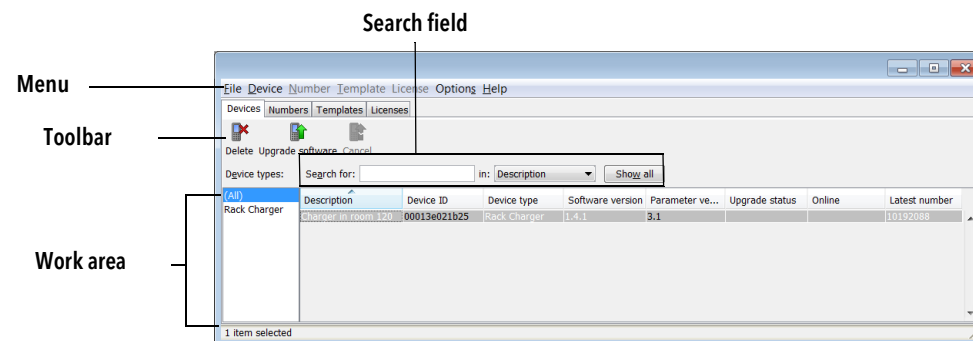 Search field
Menu
File Device Number Template License Options Help
Devices Numbers Templates Licenses
Toolbar
Delete Upgrade software Cancel
Device types: Search for: in: Description Show all
(All) Description Device ID Device type Software version Parameter ve... Upgrade status Online Latest number
Rack Charger Charger in room 120 00013e021b25 Rack Charger 1.4.1 3.1 10192088
Work area
1 item selected